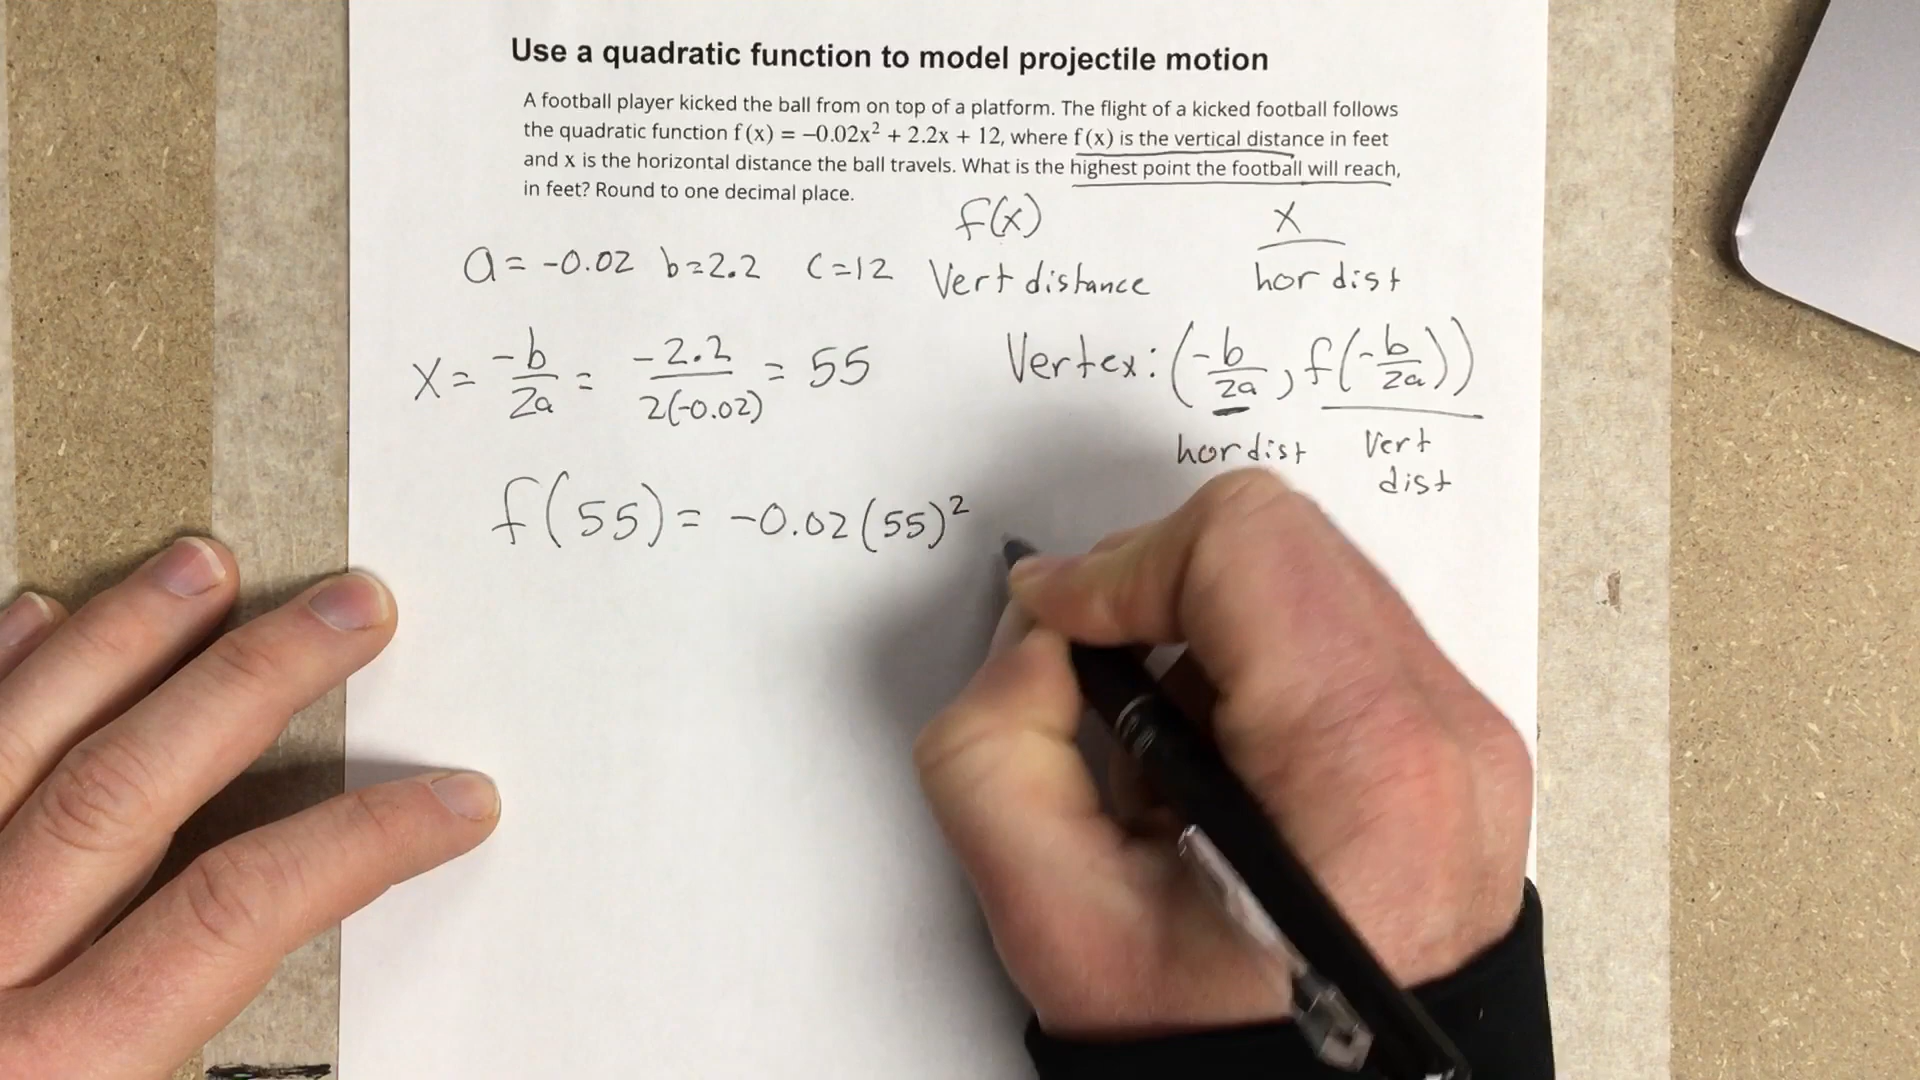 Use a quadratic function to model projectile motion
A football player kicked the ball from on top of a platform. The flight of a kicked football follows
the quadratic function f (x) = −0.02x² + 2.2x + 12, where f (x) is the vertical distance in feet
and x is the horizontal distance the ball travels. What is the highest point the football will reach,
in feet? Round to one decimal place.
f(x) x
a = -0.02 b=2.2 c=12 Vert distance hor dist
x = -b/2a = -2.2/2(-0.02) = 55 Vertex: (-b/2a, f(-b/2a))
hor dist Vert
dist
f(55) = -0.02(55)²